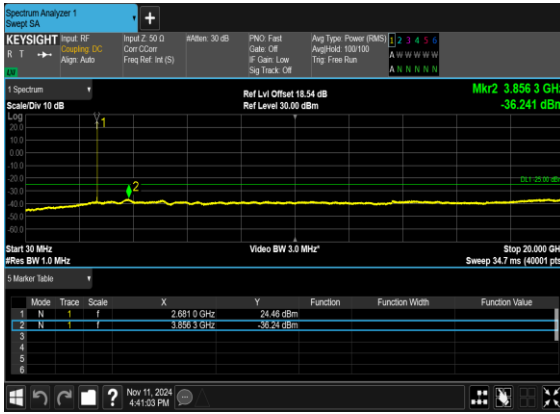 Spectrum Analyzer 1
Swept SA
+
KEYSIGHT Input: RF Input Z: 50 Ω #Atten: 30 dB PNO: Fast Avg Type: Power (RMS) 1 2 3 4 5 6
R T Coupling: DC Corr CCorr Gate: Off Avg|Hold: 100/100 A W W W W W
Align: Auto Freq Ref: Int (S) IF Gain: Low Trig: Free Run
LXI Sig Track: Off A N N N N N
1 Spectrum Ref Lvl Offset 18.54 dB Mkr2 3.856 3 GHz
Scale/Div 10 dB Ref Level 30.00 dBm -36.241 dBm
Log
20.0
10.0
0.00
-10.0
-20.0
-30.0
-40.0
-50.0
-60.0
1
2
DL1 -25.00 dBm
Start 30 MHz Video BW 3.0 MHz* Stop 20.000 GHz
#Res BW 1.0 MHz Sweep 34.7 ms (40001 pts)
5 Marker Table
Mode Trace Scale X Y Function Function Width Function Value
1 N 1 f 2.681 0 GHz 24.46 dBm
2 N 1 f 3.856 3 GHz -36.24 dBm
3
4
5
6
? Nov 11, 2024
4:41:03 PM